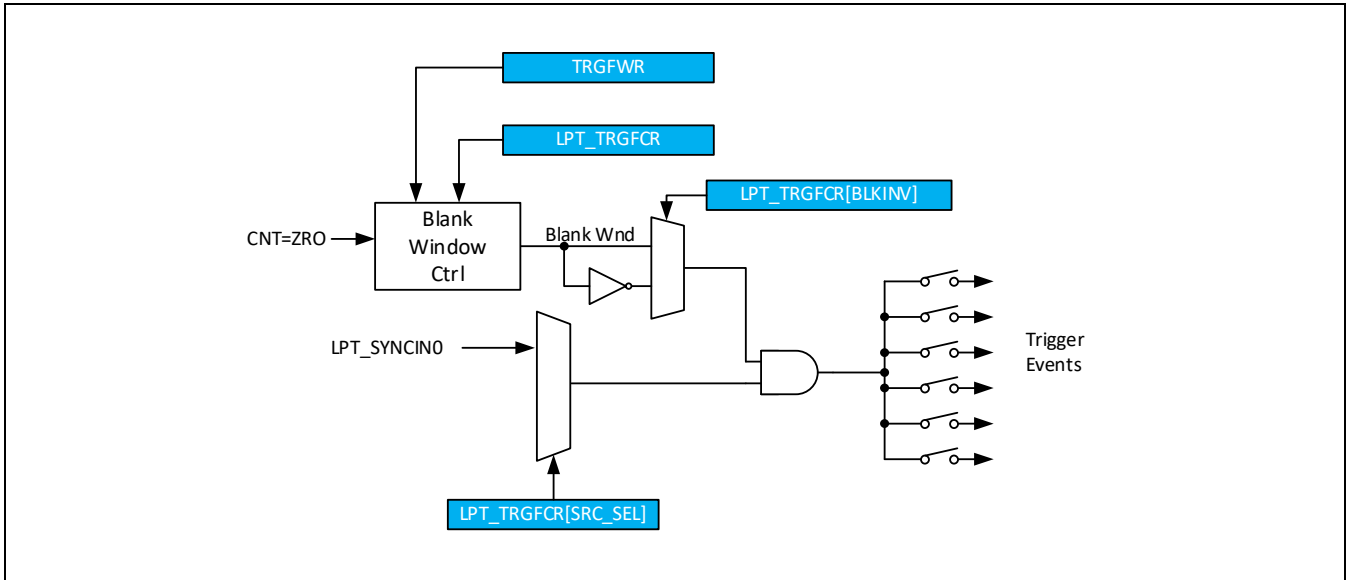 TRGFWR
LPT_TRGFCR
LPT_TRGFCR[BLKINV]
Blank
Window
Ctrl
CNT=ZRO
Blank Wnd
LPT_SYNCIN0
Trigger
Events
LPT_TRGFCR[SRC_SEL]